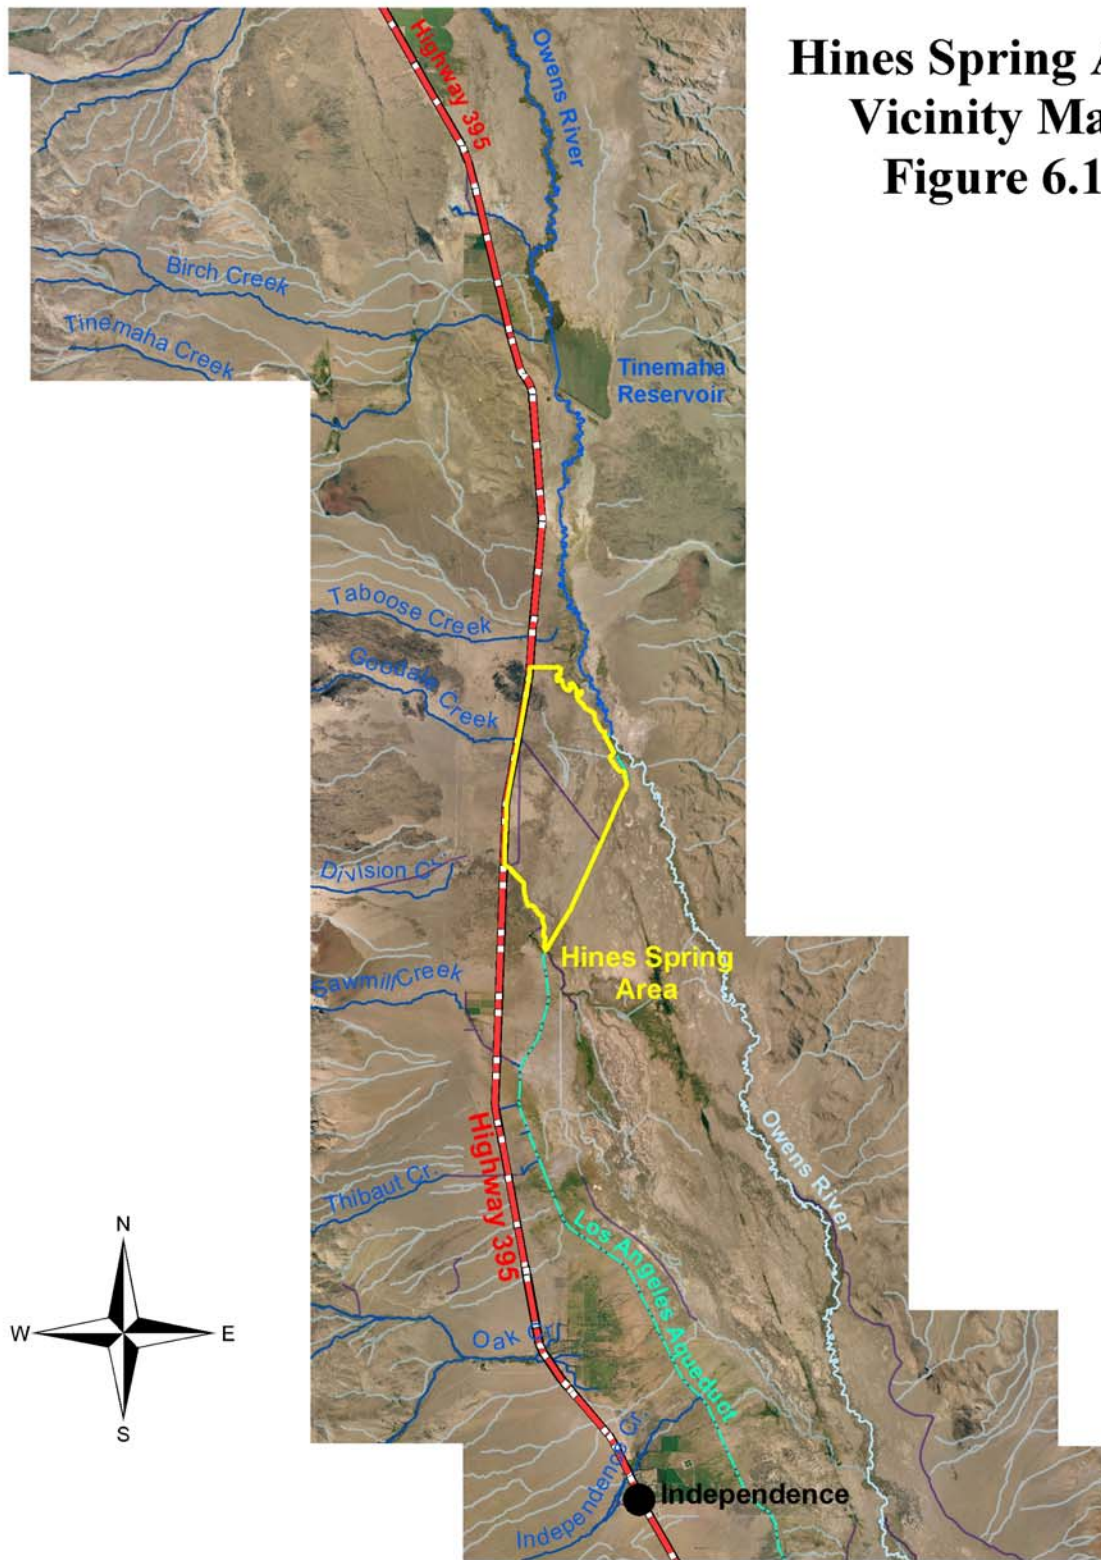 Hines Spring A
Vicinity Ma
Figure 6.1
Highway 395
Owens River
Birch Creek
Tinemaha Creek
Tinemaha
Reservoir
Taboose Creek
Goodale Creek
Division Cr.
Hines Spring
Area
Sawmill Creek
Owens River
Highway 395
Thibaut Cr.
Los Angeles Aqueduct
N
W
E
S
Oak Cr.
Independence Cr.
Independence